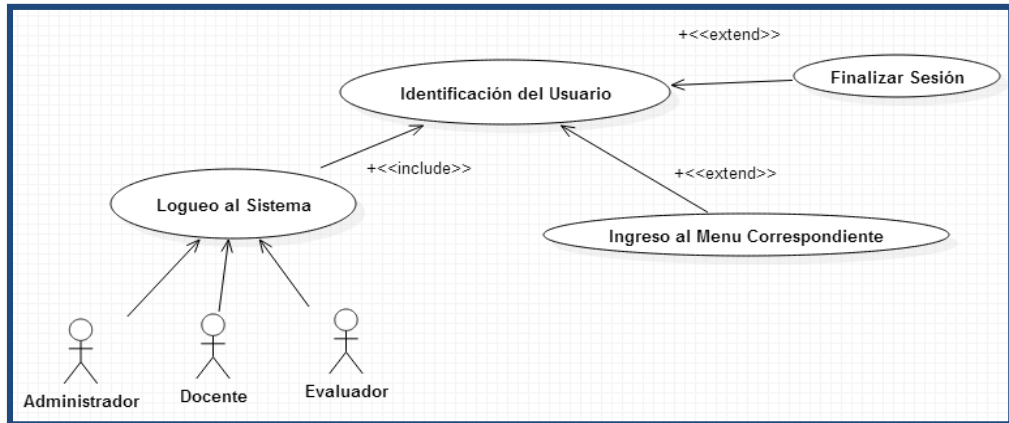 +<<extend>>
Finalizar Sesión
Identificación del Usuario
+<<include>>
+<<extend>>
Logueo al Sistema
Ingreso al Menu Correspondiente
Administrador
Docente
Evaluador